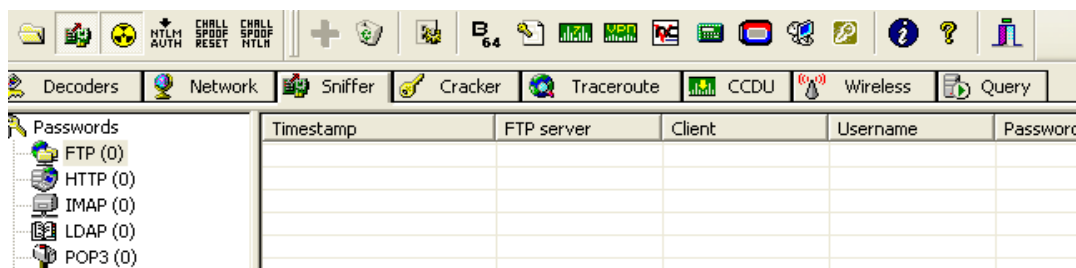 NTLM AUTH CHALL SPOOF RESET CHALL SPOOF NTLM B 64
Decoders Network Sniffer Cracker Traceroute CCDU Wireless Query
Passwords Timestamp FTP server Client Username Password
FTP (0)
HTTP (0)
IMAP (0)
LDAP (0)
POP3 (0)